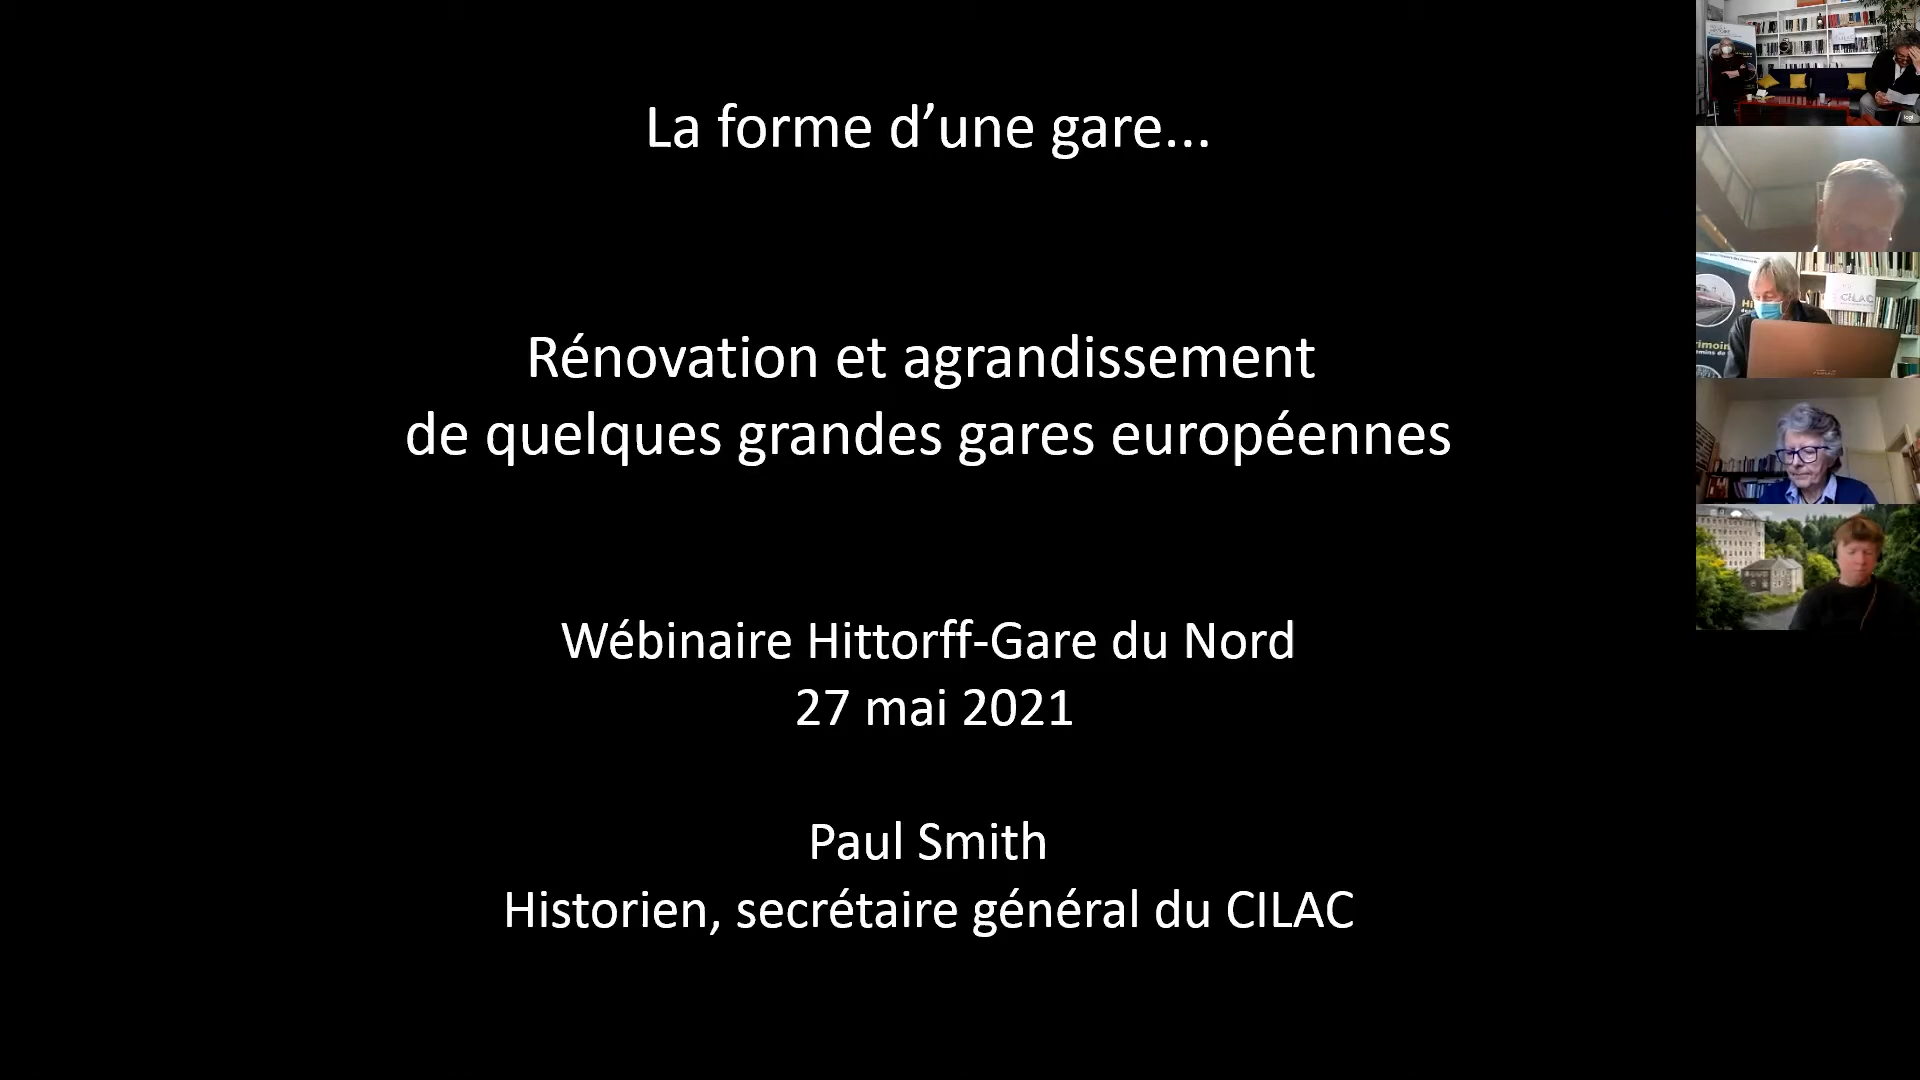 La forme d’une gare...
Rénovation et agrandissement
de quelques grandes gares européennes
Wébinaire Hittorff-Gare du Nord
27 mai 2021
Paul Smith
Historien, secrétaire général du CILAC
CILAC